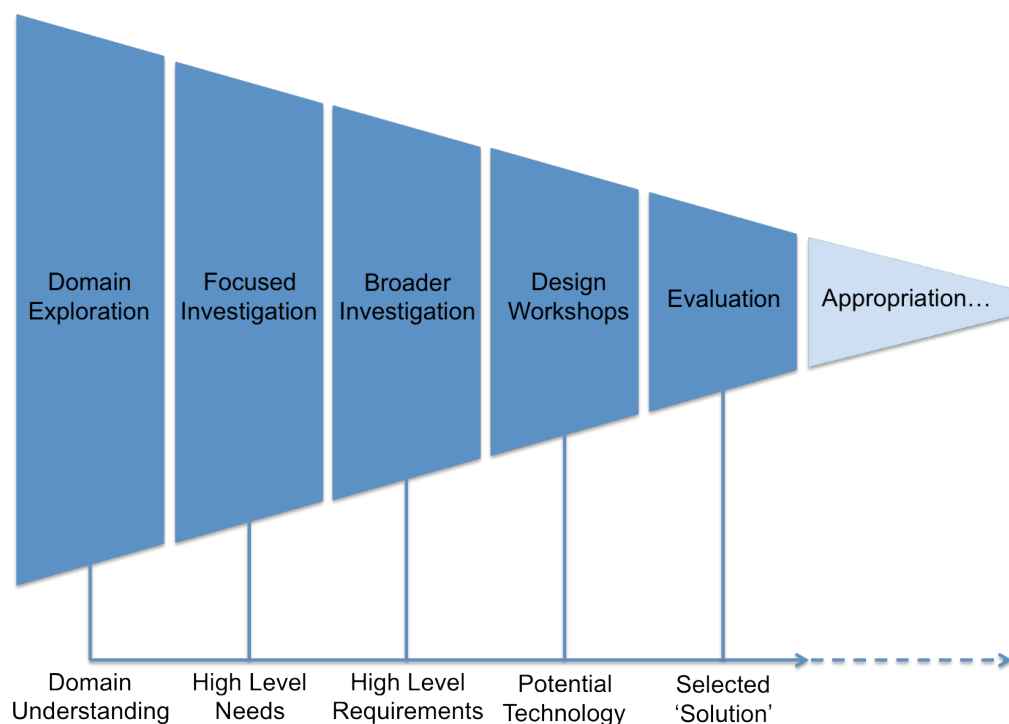 Domain
Exploration
Focused
Investigation
Broader
Investigation
Design
Workshops
Evaluation
Appropriation…
Domain
Understanding
High Level
Needs
High Level
Requirements
Potential
Technology
Selected
‘Solution’